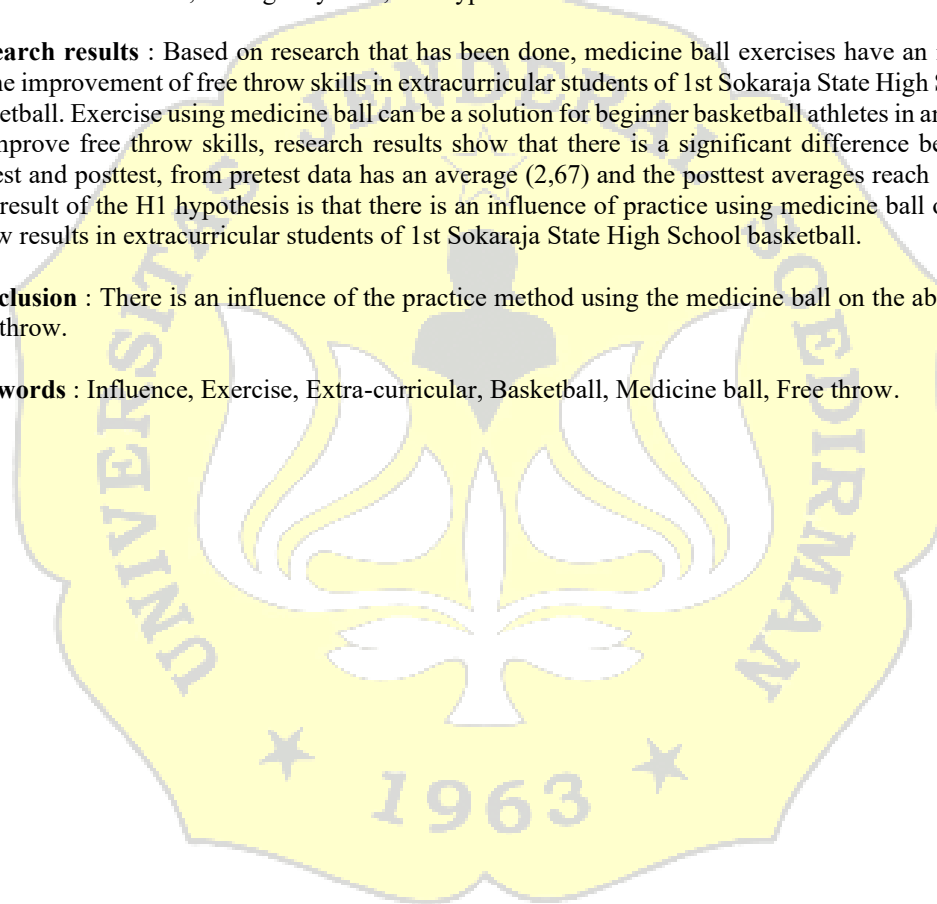 earch results : Based on research that has been done, medicine ball exercises have an
ne improvement of free throw skills in extracurricular students of 1st Sokaraja State High S
etball. Exercise using medicine ball can be a solution for beginner basketball athletes in an
nprove free throw skills, research results show that there is a significant difference be
est and posttest, from pretest data has an average (2,67) and the posttest averages reach
result of the H1 hypothesis is that there is an influence of practice using medicine ball o
w results in extracurricular students of 1st Sokaraja State High School basketball.
clusion : There is an influence of the practice method using the medicine ball on the ab
throw.
words : Influence, Exercise, Extra-curricular, Basketball, Medicine ball, Free throw.
UNIVERSITAS JENDERAL SOEDIRMAN
1963